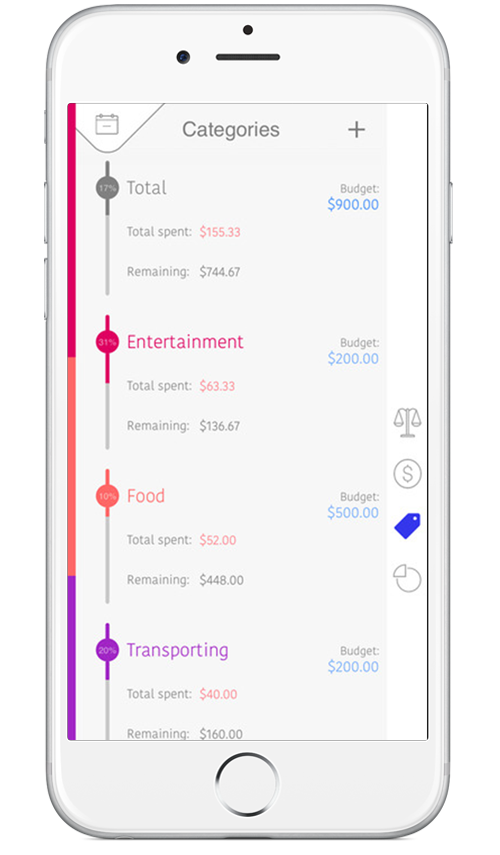 Categories +
17% Total Budget:
$900.00
Total spent: $155.33
Remaining: $744.67
31% Entertainment Budget:
$200.00
Total spent: $63.33
Remaining: $136.67
10% Food Budget:
$500.00
Total spent: $52.00
Remaining: $448.00
20% Transporting Budget:
$200.00
Total spent: $40.00
Remaining: $160.00
$